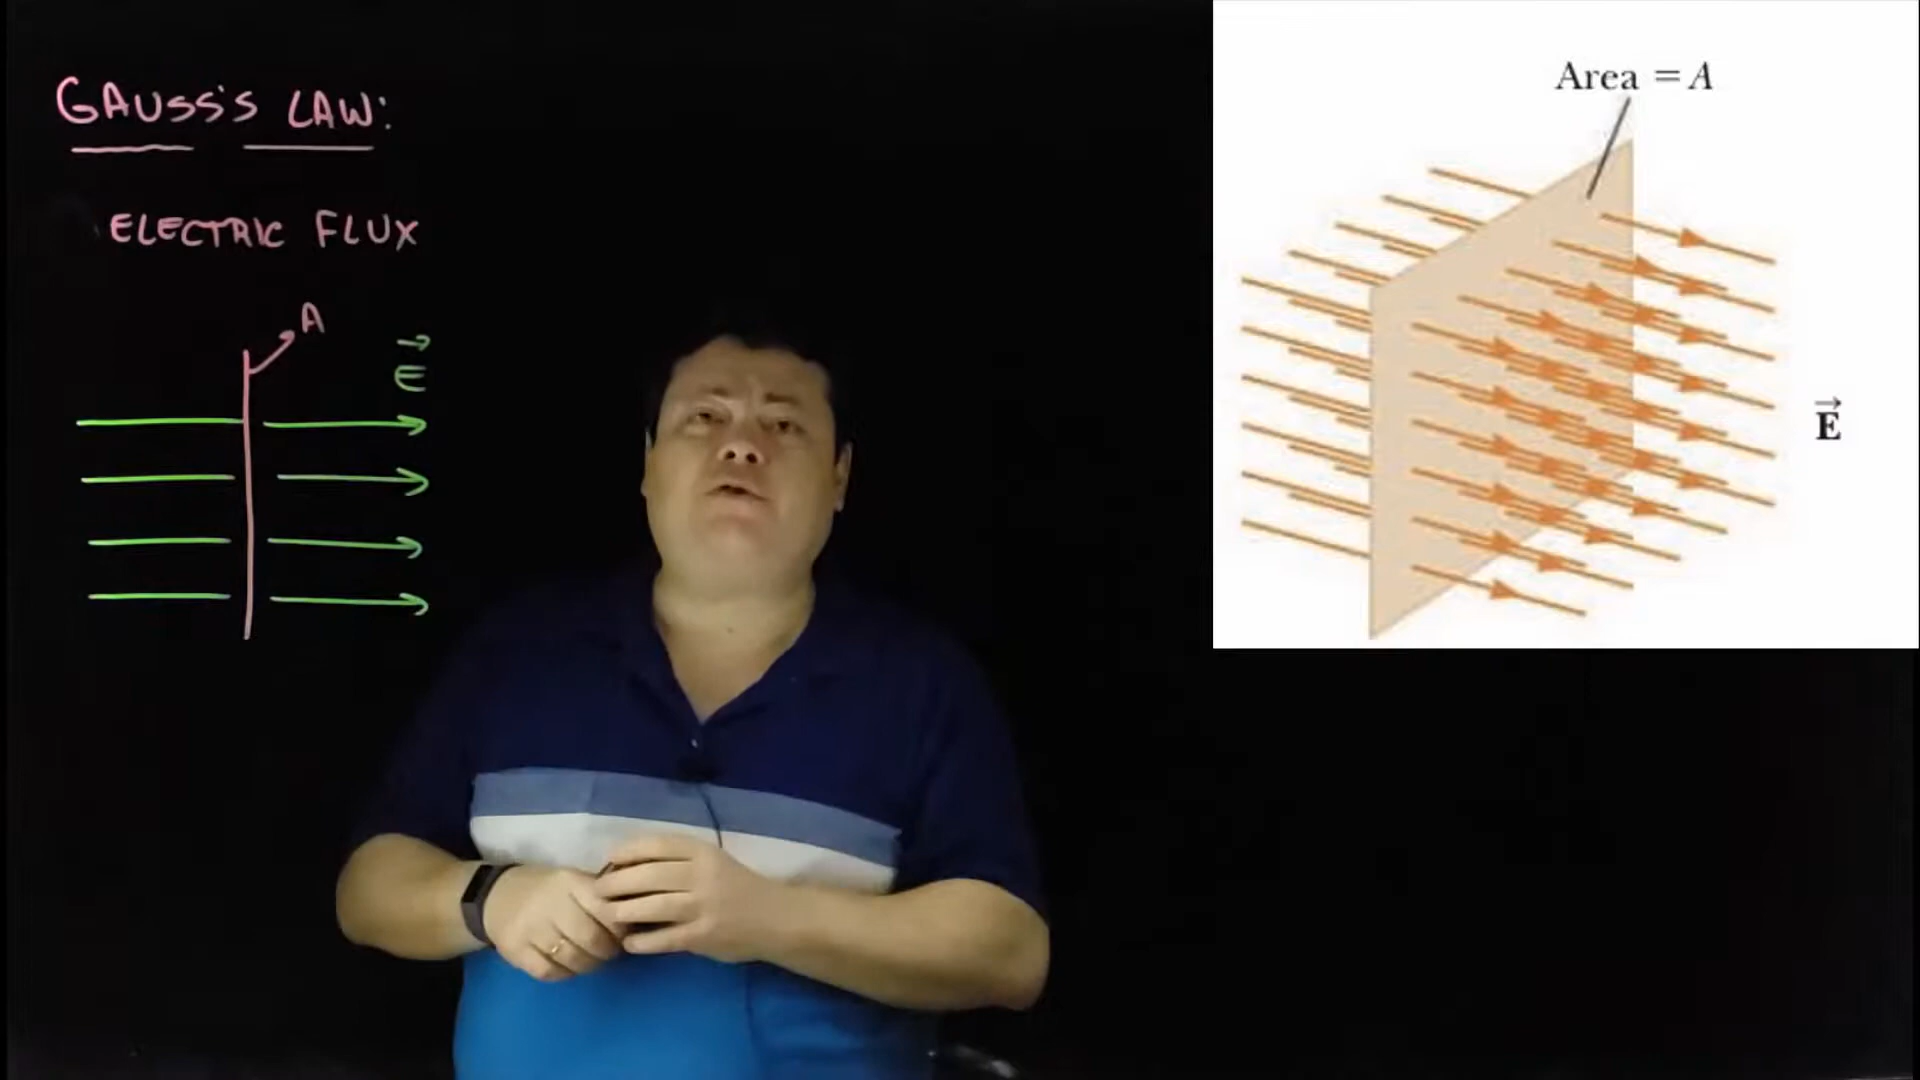 GAUSS'S LAW:
ELECTRIC FLUX
A
E
Area = A
E